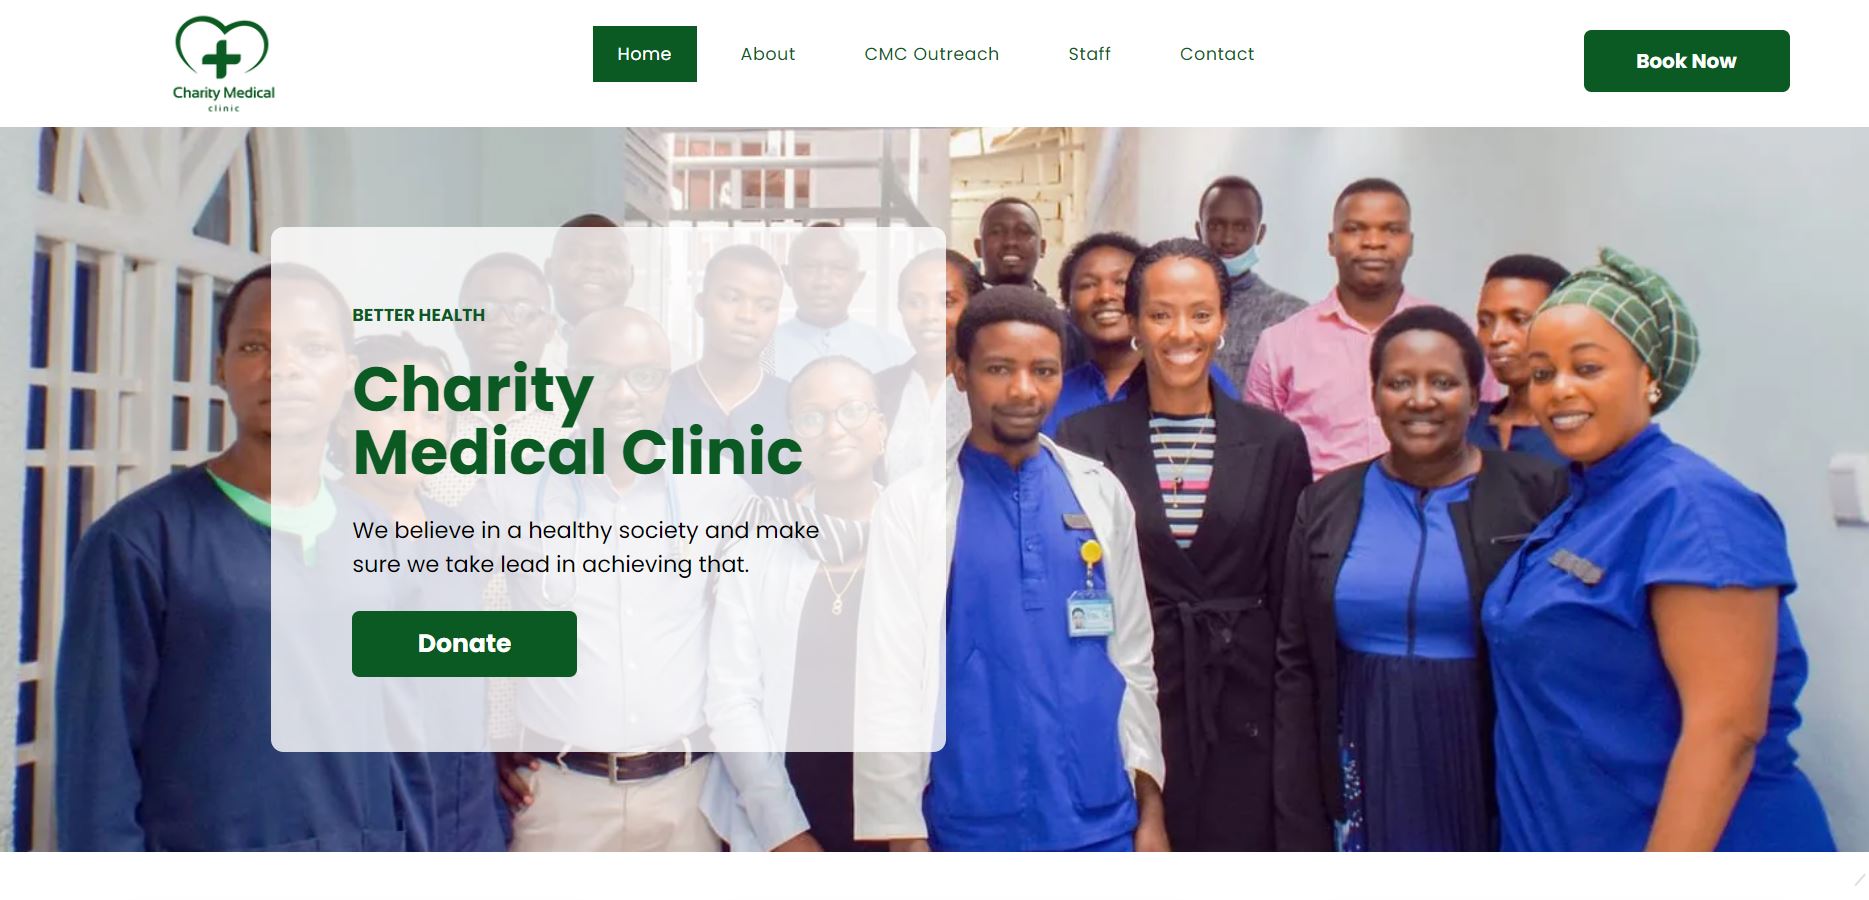 Charity Medical
clinic
Home
About
CMC Outreach
Staff
Contact
Book Now
BETTER HEALTH
Charity
Medical Clinic
We believe in a healthy society and make
sure we take lead in achieving that.
Donate